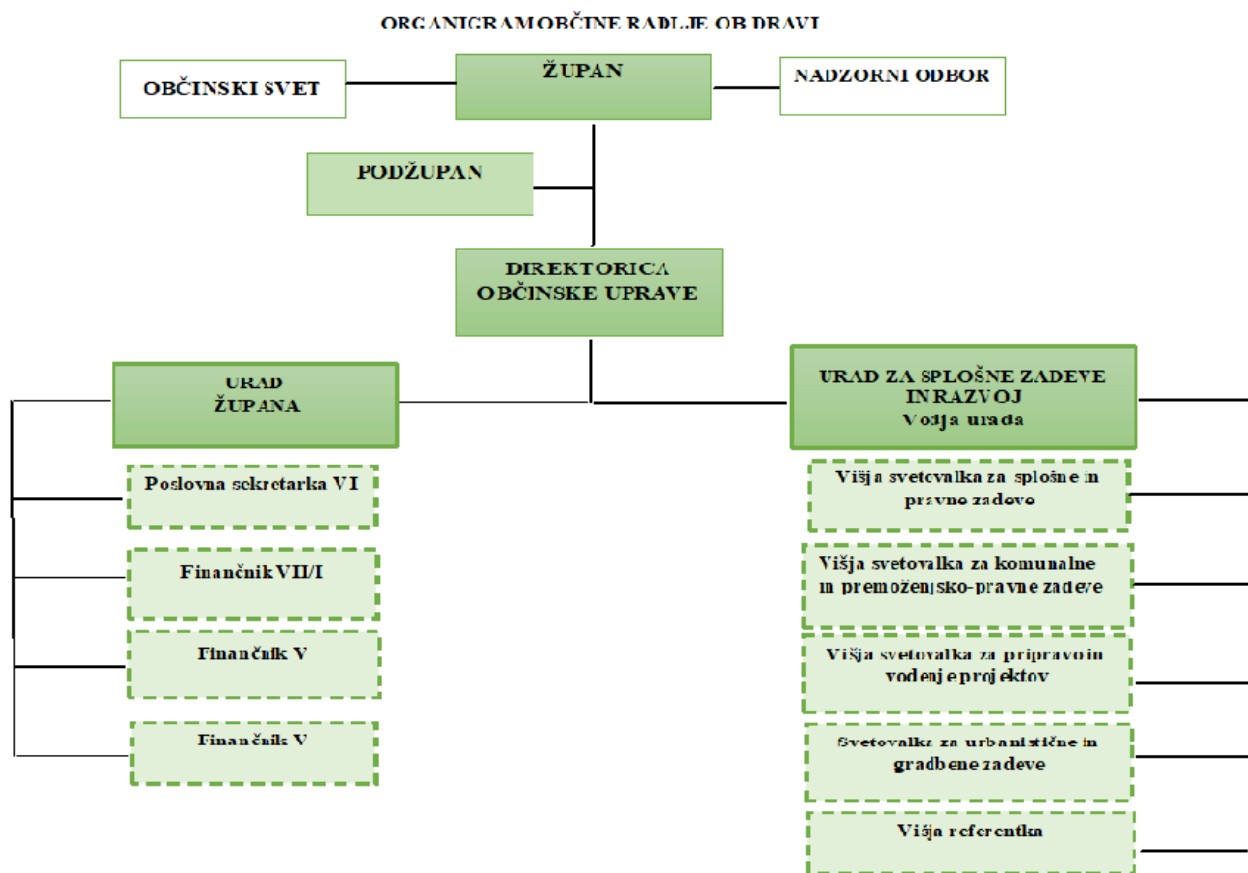 ORGANIGRAM OBČINE RADLJE OB DRAVI
OBČINSKI SVET
ŽUPAN
NADZORNI ODBOR
PODŽUPAN
DIREKTORICA
OBČINSKE UPRAVE
URAD
ŽUPANA
URAD ZA SPLOŠNE ZADEVE
IN RAZVOJ
Vodja urada
Poslovna sekretarka VI
Finančnik VII/I
Finančnik V
Finančnik V
Višja svetovalka za splošne in
pravne zadeve
Višja svetovalka za komunalne
in premoženjsko-pravne zadeve
Višja svetovalka za pripravo in
vodenje projektov
Svetovalka za urbanistične in
gradbene zadeve
Višja referentka